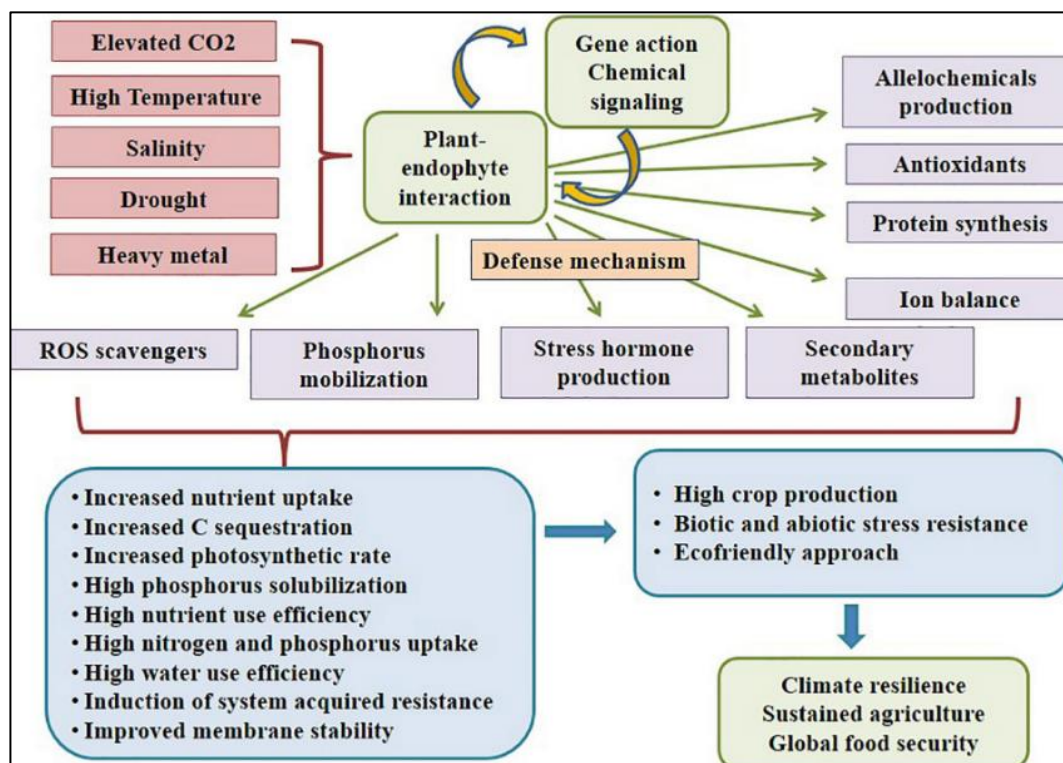 Elevated CO2
High Temperature
Salinity
Drought
Heavy metal
Plant-
endophyte
interaction
Gene action
Chemical
signaling
Allelochemicals
production
Antioxidants
Protein synthesis
Ion balance
Defense mechanism
ROS scavengers
Phosphorus
mobilization
Stress hormone
production
Secondary
metabolites
• Increased nutrient uptake
• Increased C sequestration
• Increased photosynthetic rate
• High phosphorus solubilization
• High nutrient use efficiency
• High nitrogen and phosphorus uptake
• High water use efficiency
• Induction of system acquired resistance
• Improved membrane stability
• High crop production
• Biotic and abiotic stress resistance
• Ecofriendly approach
Climate resilience
Sustained agriculture
Global food security